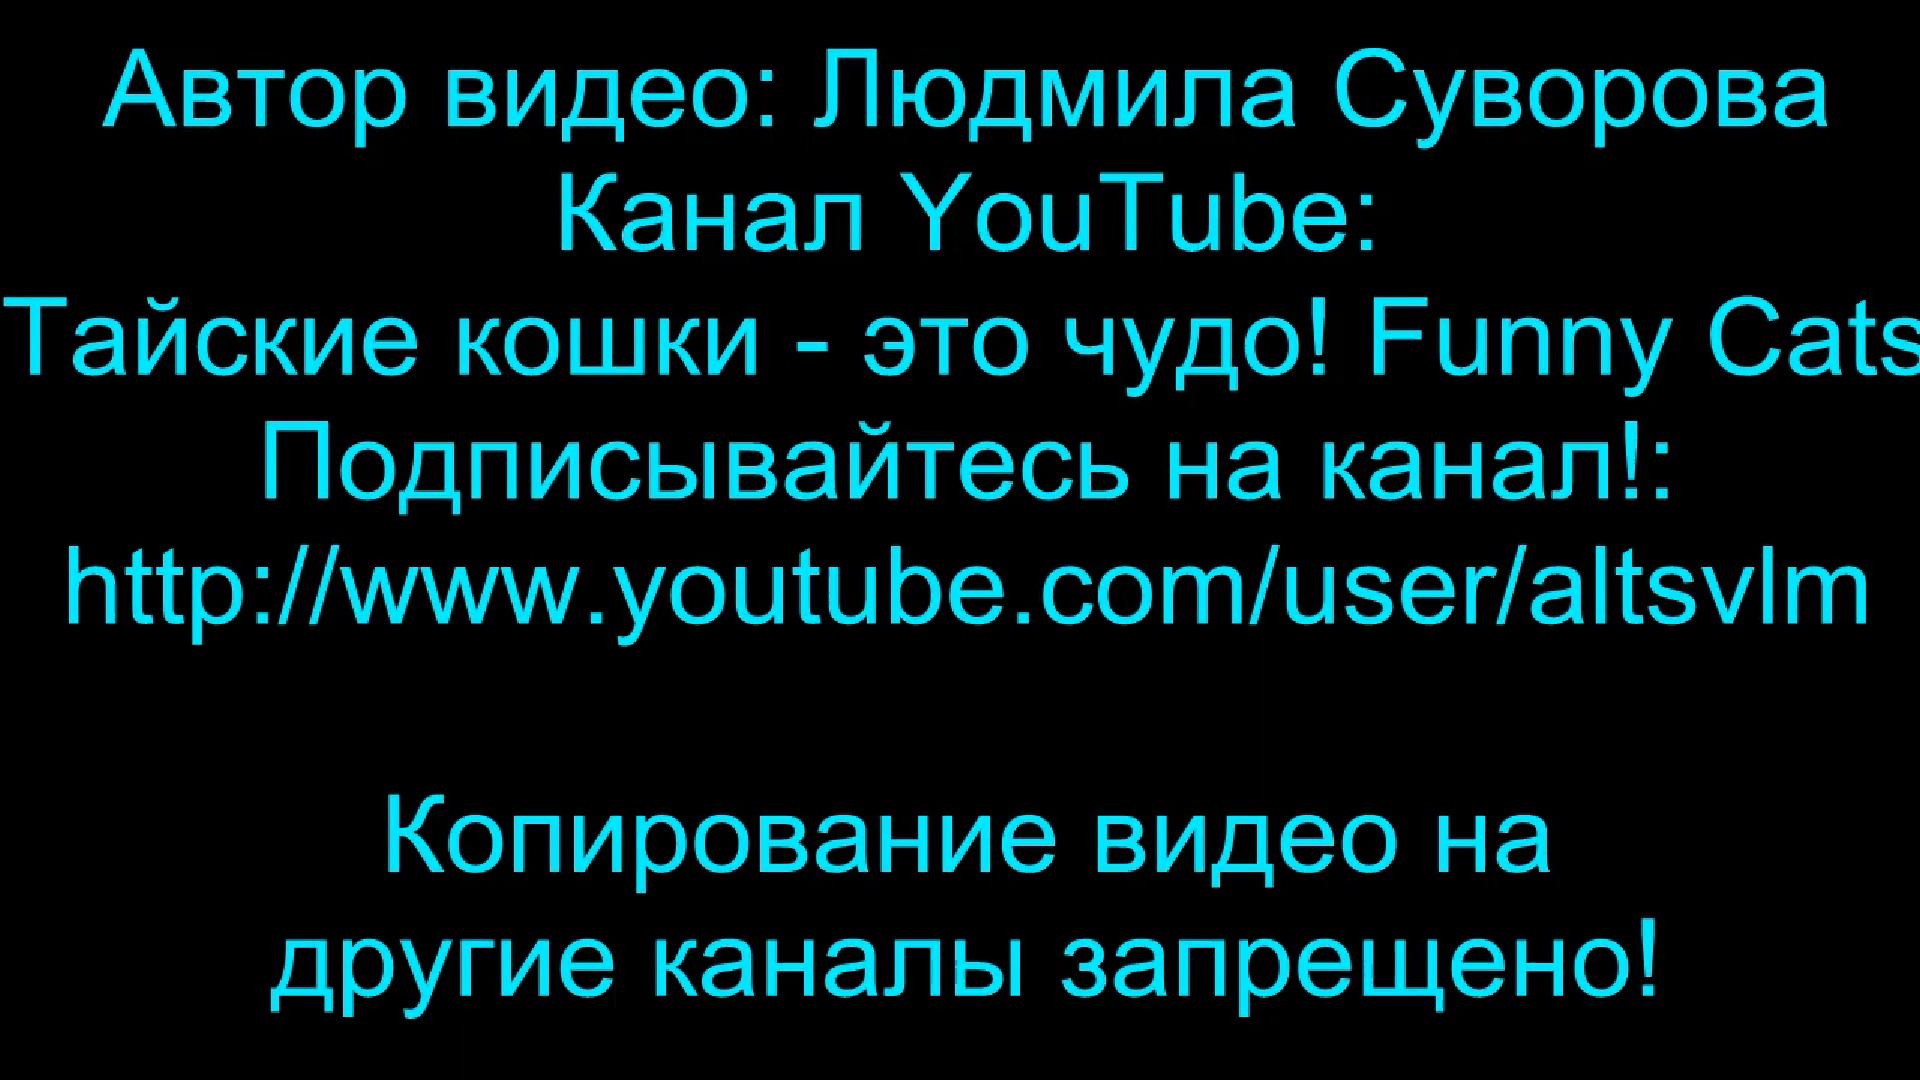 Автор видео: Людмила Суворова
Канал YouTube:
Тайские кошки - это чудо! Funny Cats
Подписывайтесь на канал!:
http://www.youtube.com/user/altsvlm
Копирование видео на
другие каналы запрещено!